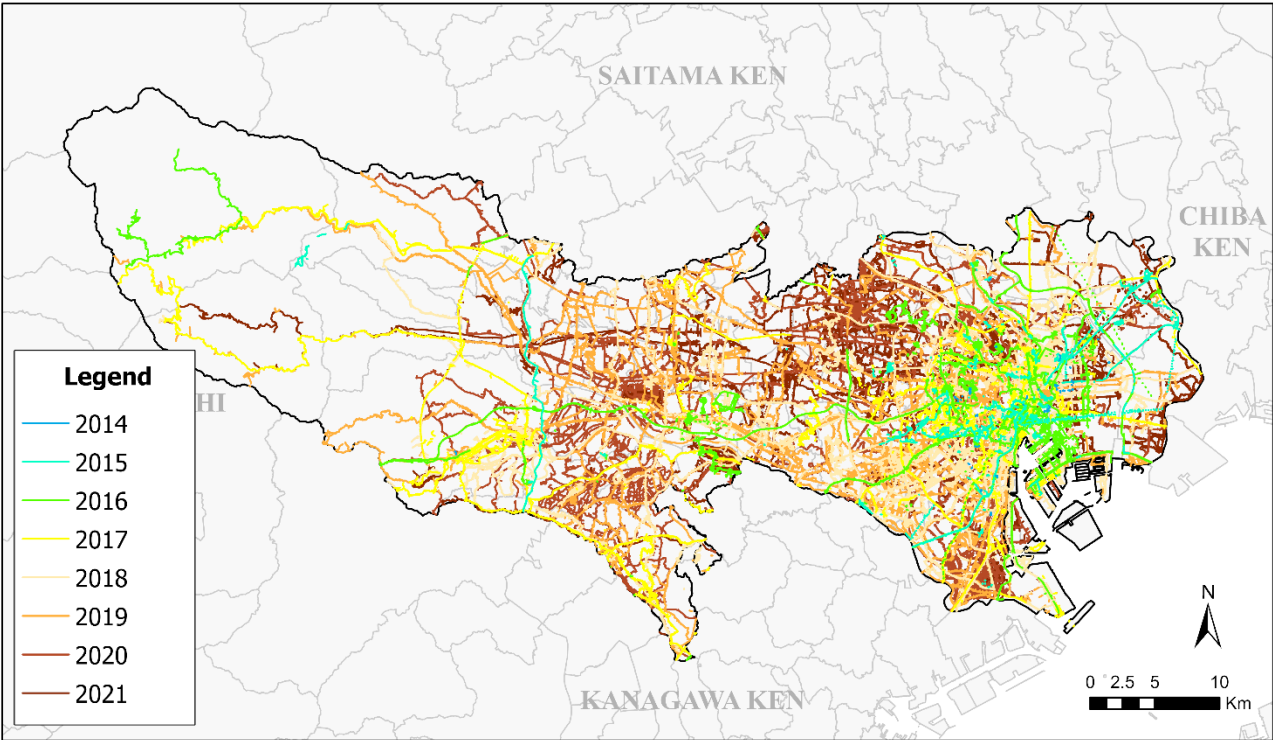 SAITAMA KEN
CHIBA
KEN
HI
KANAGAWA KEN
Legend
2014
2015
2016
2017
2018
2019
2020
2021
N
0 2.5 5 10
Km